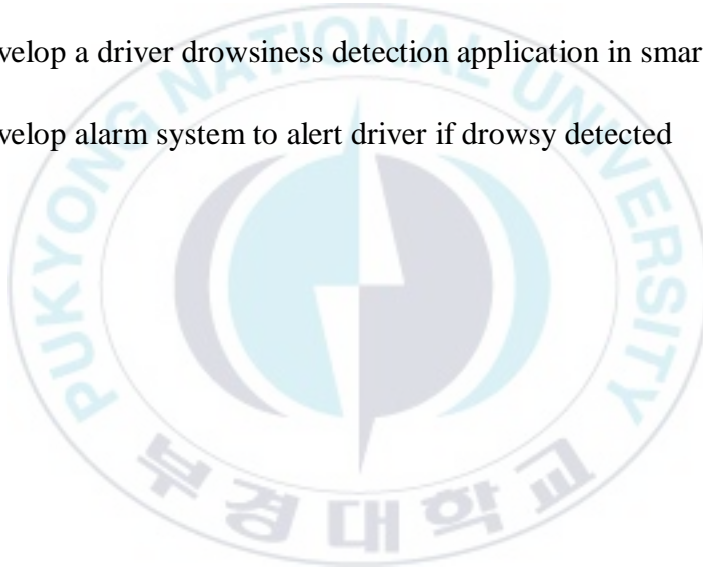 velop a driver drowsiness detection application in smar
velop alarm system to alert driver if drowsy detected
PUKYONG NATIONAL UNIVERSITY
부경대학교